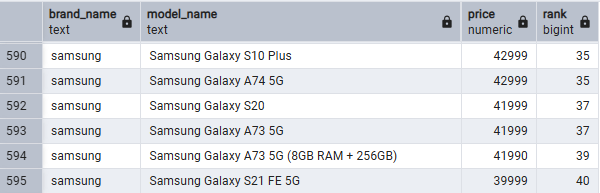 brand_name model_name price rank
text text numeric bigint
590 samsung Samsung Galaxy S10 Plus 42999 35
591 samsung Samsung Galaxy A74 5G 42999 35
592 samsung Samsung Galaxy S20 41999 37
593 samsung Samsung Galaxy A73 5G 41999 37
594 samsung Samsung Galaxy A73 5G (8GB RAM + 256GB) 41990 39
595 samsung Samsung Galaxy S21 FE 5G 39999 40